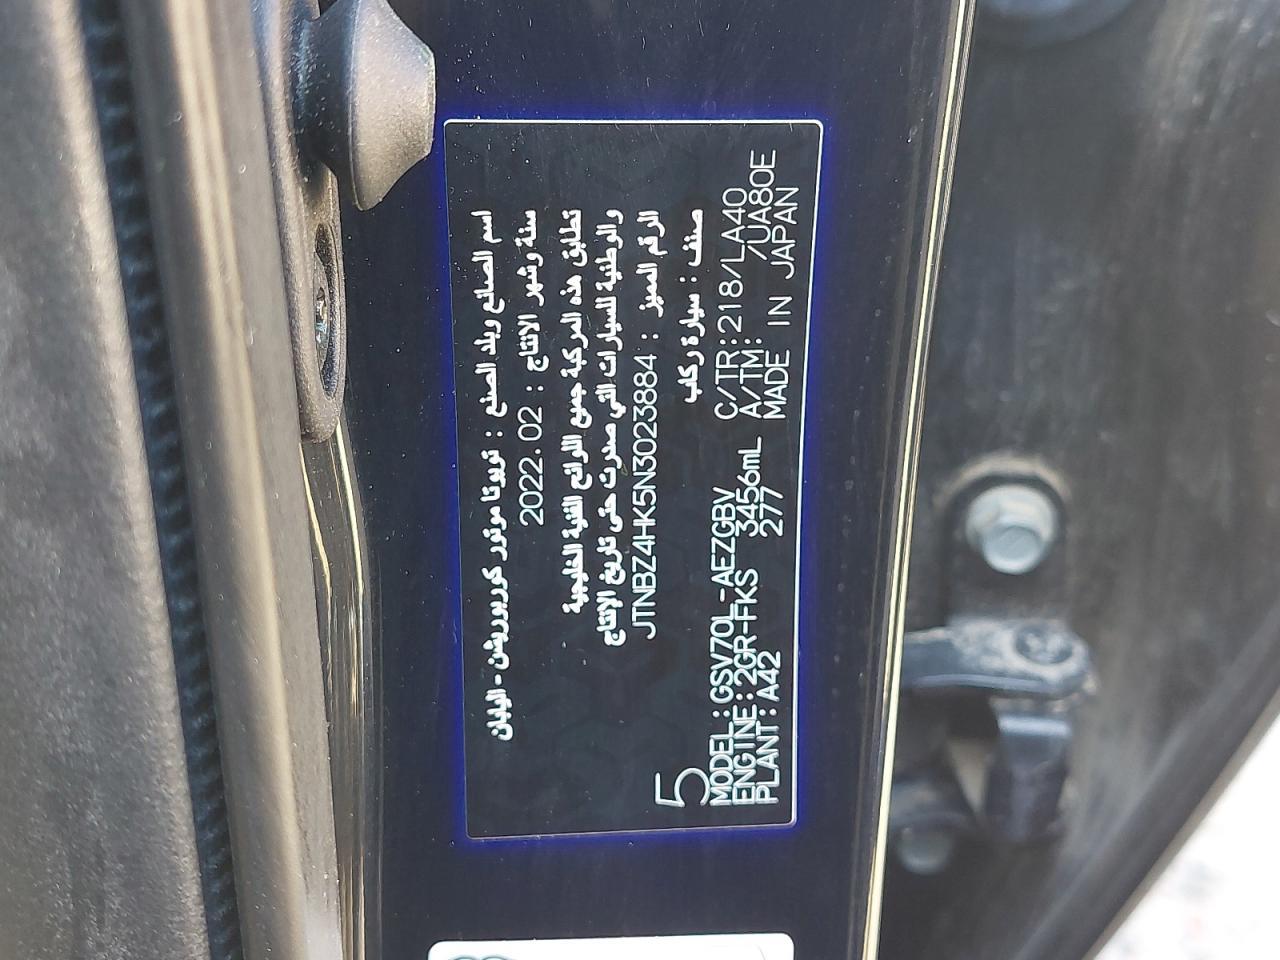 اسم الصانع وبلد الصنع : تويوتا موتور كوربوريشن - اليابان
سنة وشهر الانتاج : 2022.02
تطابق هذه المركبة جميع اللوائح الفنية الخليجية
والوطنية للسيارات التي صدرت حتى تاريخ الإنتاج
الرقم المميز : JTNBZ4HK5N3023884
صنف : سيارة ركاب
5
MODEL:GSV70L-AEZGBV C/TR:218/LA40
ENGINE:2GR-FKS 3456mL A/TM:/UA80E
PLANT:A42 277 MADE IN JAPAN